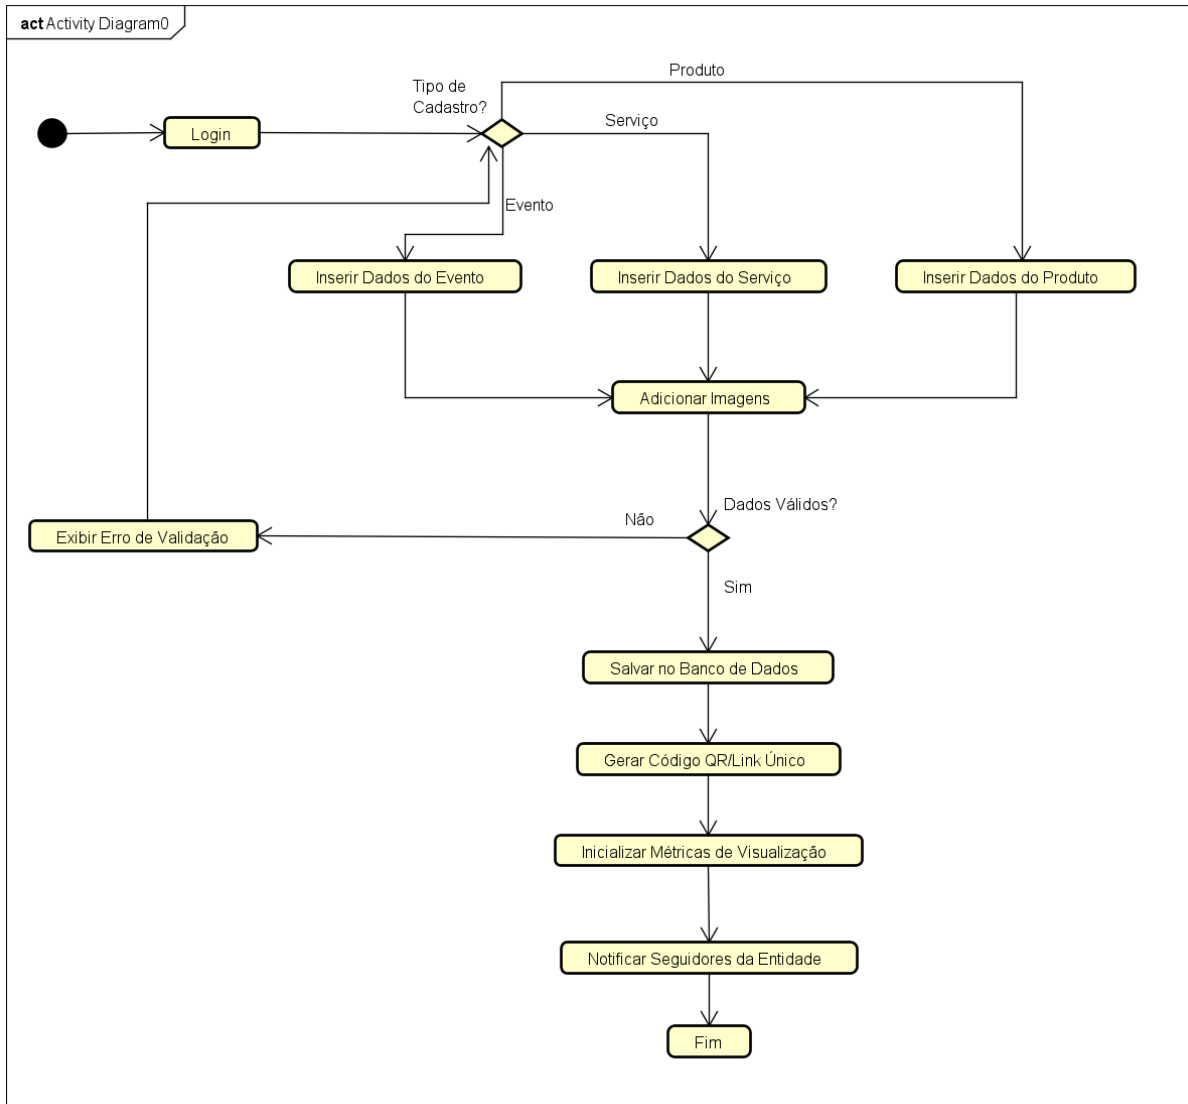 act Activity Diagram0
Produto
Tipo de
Cadastro?
Serviço
Login
Evento
Inserir Dados do Evento
Inserir Dados do Serviço
Inserir Dados do Produto
Adicionar Imagens
Dados Válidos?
Não
Exibir Erro de Validação
Sim
Salvar no Banco de Dados
Gerar Código QR/Link Único
Inicializar Métricas de Visualização
Notificar Seguidores da Entidade
Fim